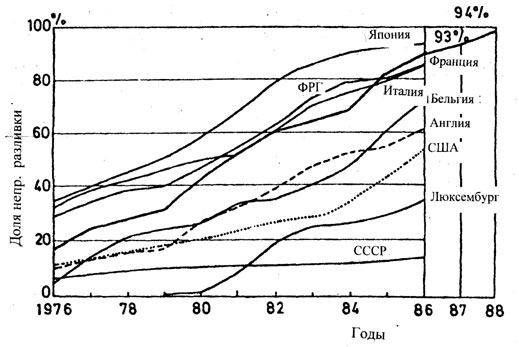 94%
100%
Япония
93%
Франция
80
ФРГ
Италия
Бельгия
60
Англия
США
40
Люксембург
20
СССР
0
1976 78 80 82 84 86 87 88
Годы
Доля непр. разливки